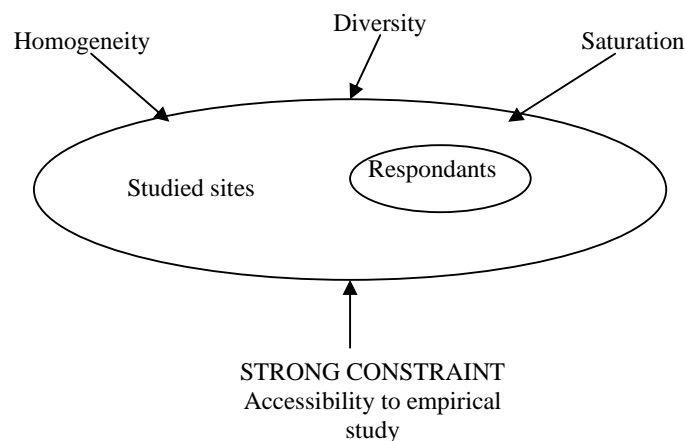 Diversity
Homogeneity
Saturation
Respondants
Studied sites
STRONG CONSTRAINT
Accessibility to empirical
study